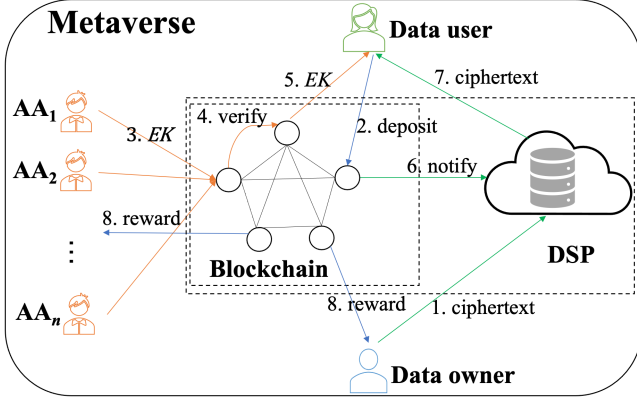 Metaverse
Data user
5. EK
7. ciphertext
AA1
4. verify
3. EK
2. deposit
AA2
6. notify
8. reward
⋮
Blockchain
DSP
8. reward
1. ciphertext
AAn
Data owner